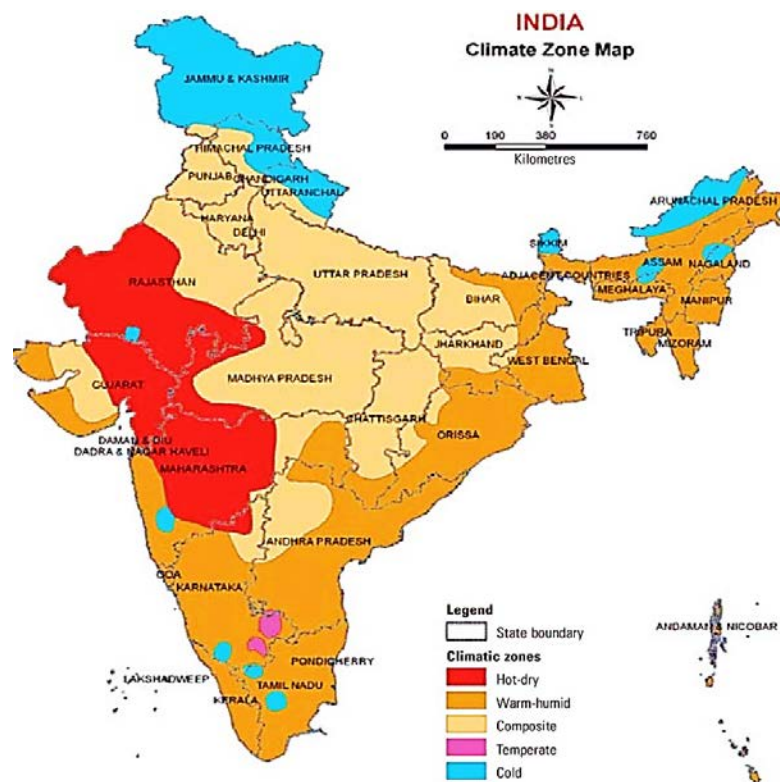 INDIA
Climate Zone Map
N
E
S
0 190 380 760
Kilometres
JAMMU & KASHMIR
HIMACHAL PRADESH
PUNJAB
CHANDIGARH
UTTARANCHAL
HARYANA
DELHI
ARUNACHAL PRADESH
RAJASTHAN
UTTAR PRADESH
SIKKIM
ADJACENT COUNTRIES
ASSAM
NAGALAND
MEGHALAYA
BIHAR
MANIPUR
JHARKHAND
TRIPURA
MIZORAM
WEST BENGAL
GUJARAT
MADHYA PRADESH
CHATTISGARH
ORISSA
DAMAN & DIU
DADRA & NAGAR HAVELI
MAHARASHTRA
ANDHRA PRADESH
GOA
KARNATAKA
ANDAMAN & NICOBAR
PONDICHERRY
LAKSHADWEEP
TAMIL NADU
KERALA
Legend
State boundary
Climatic zones
Hot-dry
Warm-humid
Composite
Temperate
Cold